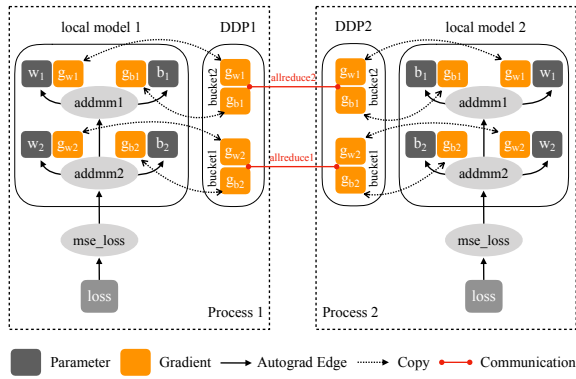 local model 1 DDP1 DDP2 local model 2
w1 gw1 gb1 b1 bucket2 gw1 gb1 allreduce2 gw1 gb1 bucket2 b1 gb1 gw1 w1
addmm1 addmm1
w2 gw2 gb2 b2 bucket1 gw2 gb2 allreduce1 gw2 gb2 bucket1 b2 gb2 gw2 w2
addmm2 addmm2
mse_loss mse_loss
loss loss
Process 1 Process 2
Parameter Gradient Autograd Edge Copy Communication